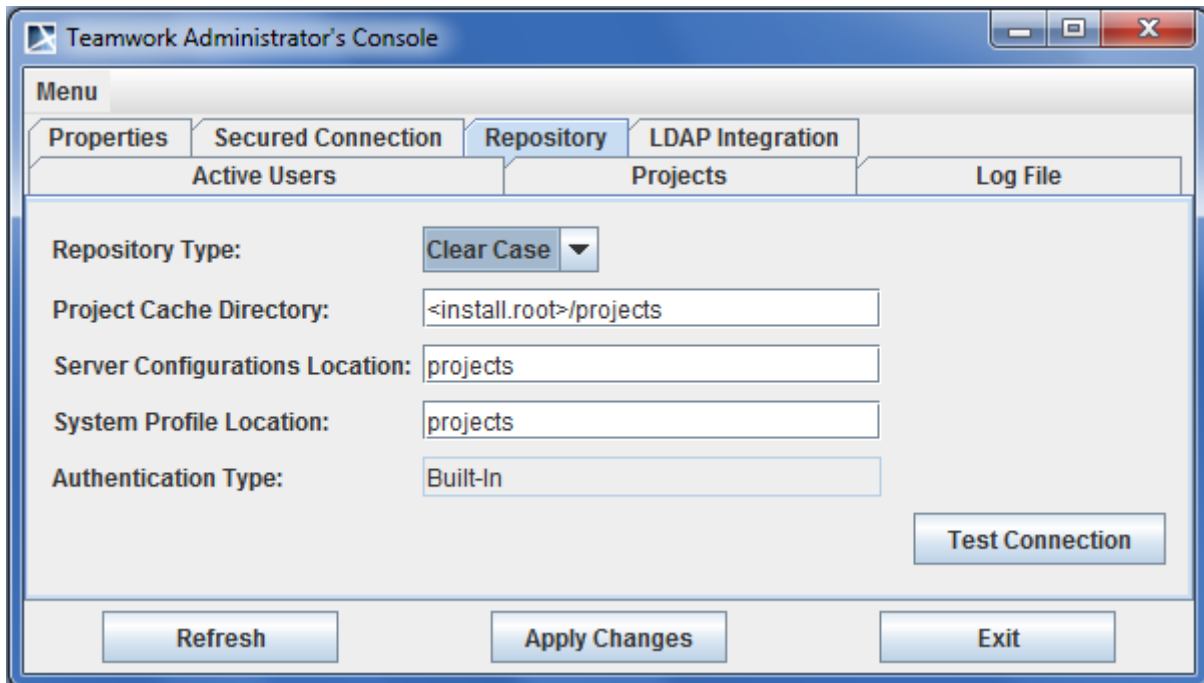 Teamwork Administrator's Console
Menu
Properties Secured Connection Repository LDAP Integration
Active Users Projects Log File
Repository Type: Clear Case
Project Cache Directory: <install.root>/projects
Server Configurations Location: projects
System Profile Location: projects
Authentication Type: Built-In
Test Connection
Refresh Apply Changes Exit